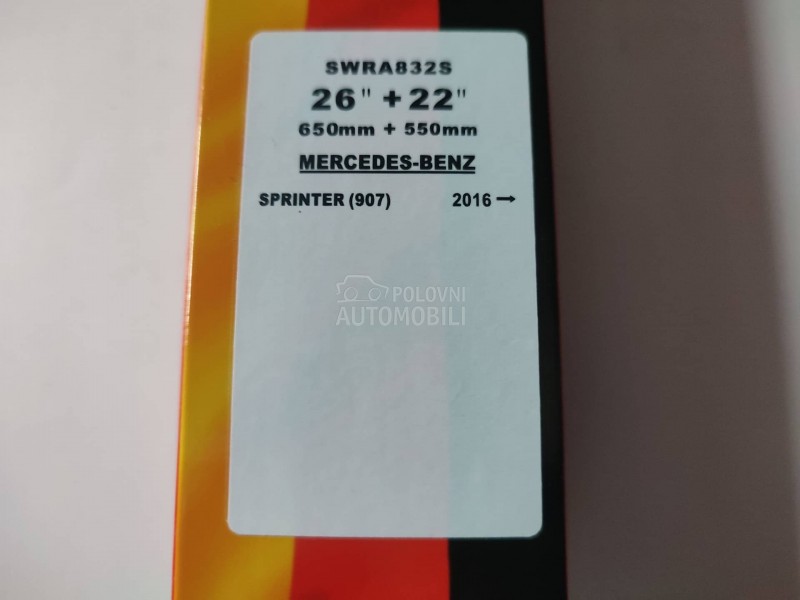 SWRA832S
26" + 22"
650mm + 550mm
MERCEDES-BENZ
SPRINTER (907) 2016 →
POLOVNI
AUTOMOBILI